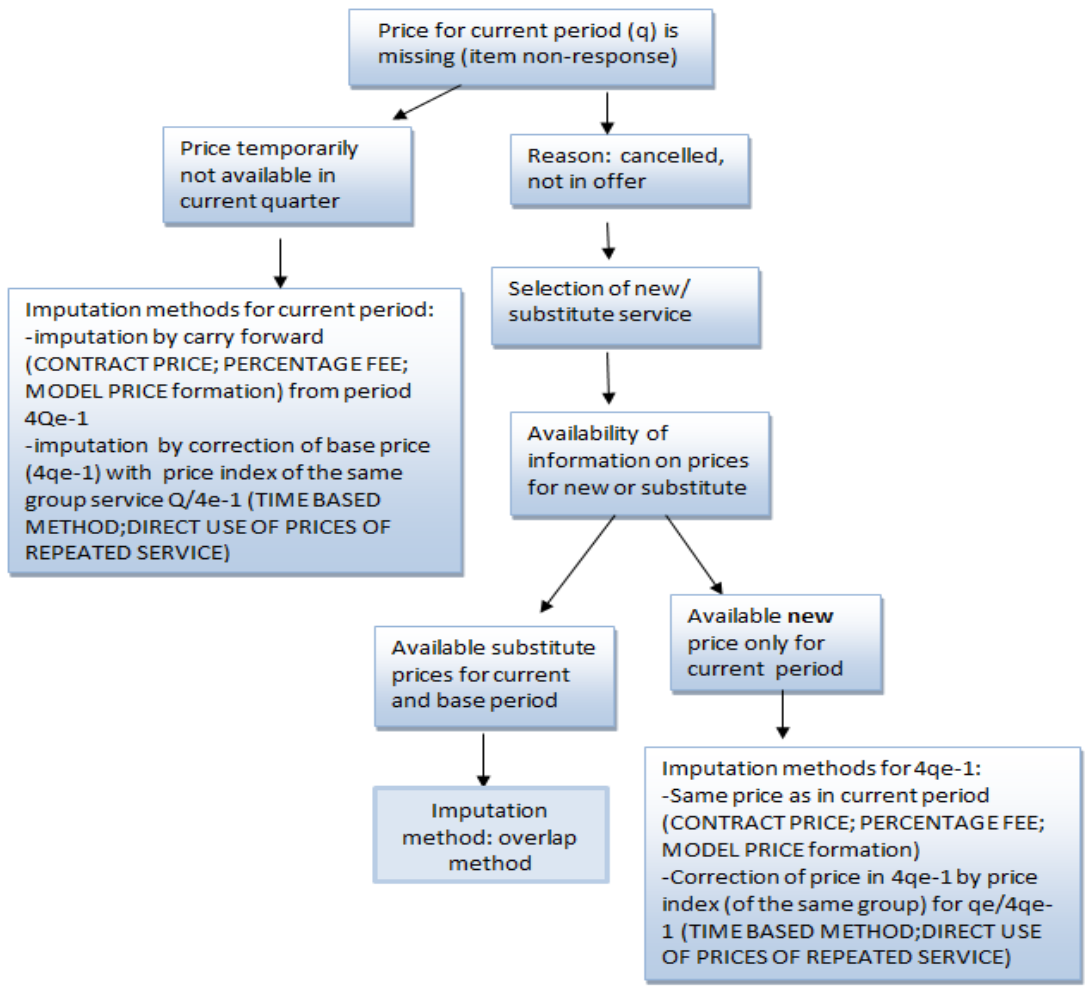 Price for current period (q) is
missing (item non-response)
Price temporarily
not available in
current quarter
Reason: cancelled,
not in offer
Imputation methods for current period:
-imputation by carry forward
(CONTRACT PRICE; PERCENTAGE FEE;
MODEL PRICE formation) from period
4Qe-1
-imputation by correction of base price
(4qe-1) with price index of the same
group service Q/4e-1 (TIME BASED
METHOD;DIRECT USE OF PRICES OF
REPEATED SERVICE)
Selection of new/
substitute service
Availability of
information on prices
for new or substitute
Available substitute
prices for current
and base period
Available new
price only for
current period
Imputation
method: overlap
method
Imputation methods for 4qe-1:
-Same price as in current period
(CONTRACT PRICE; PERCENTAGE FEE;
MODEL PRICE formation)
-Correction of price in 4qe-1 by price
index (of the same group) for qe/4qe-
1 (TIME BASED METHOD;DIRECT USE
OF PRICES OF REPEATED SERVICE)